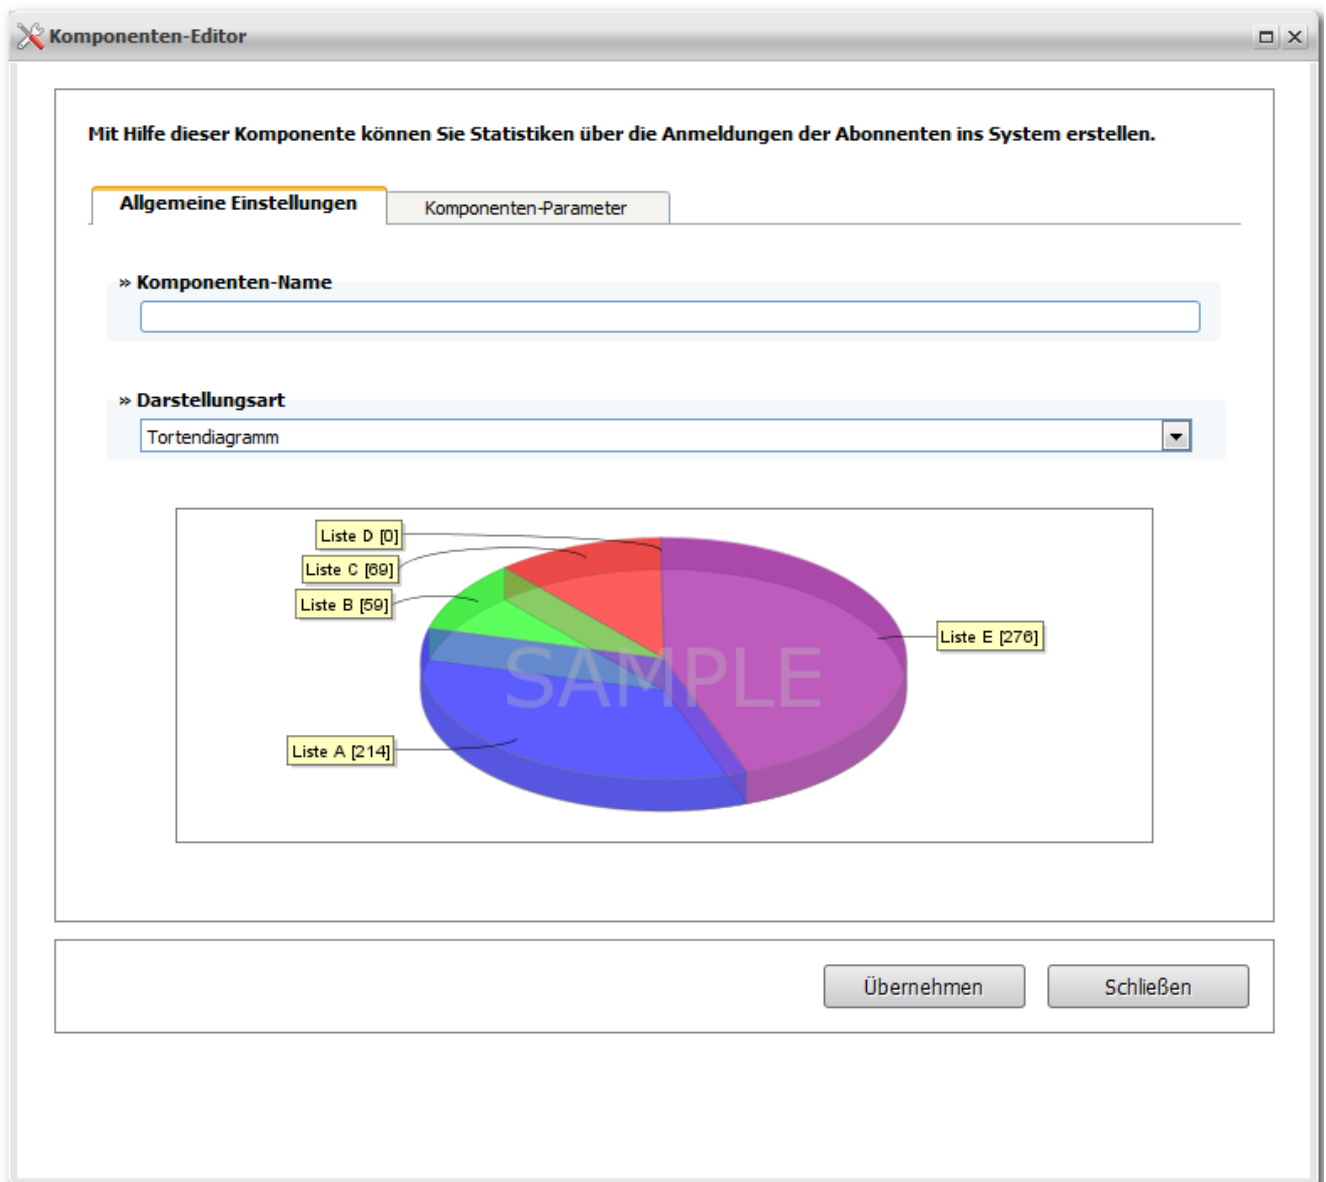 Komponenten-Editor
Mit Hilfe dieser Komponente können Sie Statistiken über die Anmeldungen der Abonnenten ins System erstellen.
Allgemeine Einstellungen
Komponenten-Parameter
» Komponenten-Name
» Darstellungsart
Tortendiagramm
Liste D [0]
Liste C [69]
Liste B [59]
Liste E [276]
SAMPLE
Liste A [214]
Übernehmen
Schließen